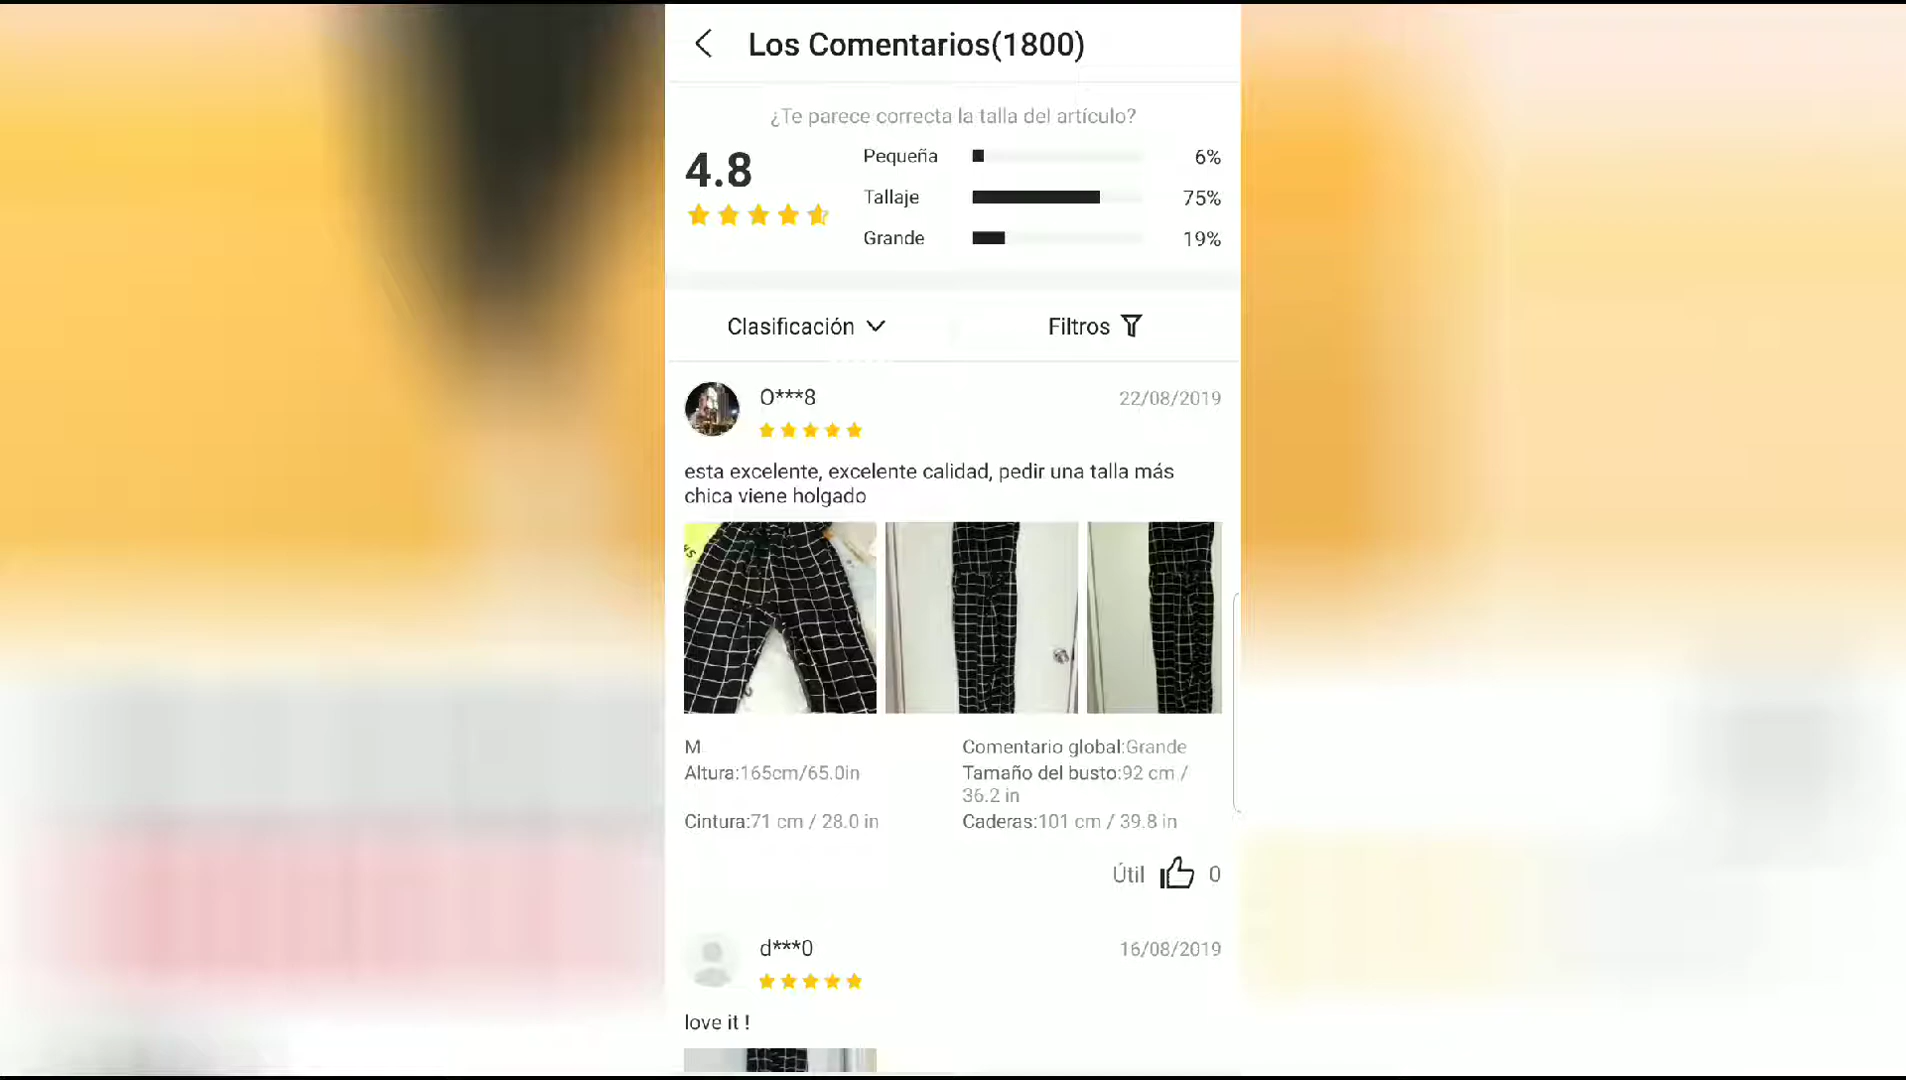 Los Comentarios(1800)
¿Te parece correcta la talla del artículo?
4.8
Pequeña 6%
Tallaje 75%
Grande 19%
Clasificación
Filtros
O***8 22/08/2019
esta excelente, excelente calidad, pedir una talla más
chica viene holgado
M Comentario global:Grande
Altura:165cm/65.0in Tamaño del busto:92 cm /
36.2 in
Cintura:71 cm / 28.0 in Caderas:101 cm / 39.8 in
Útil 0
d***0 16/08/2019
love it !